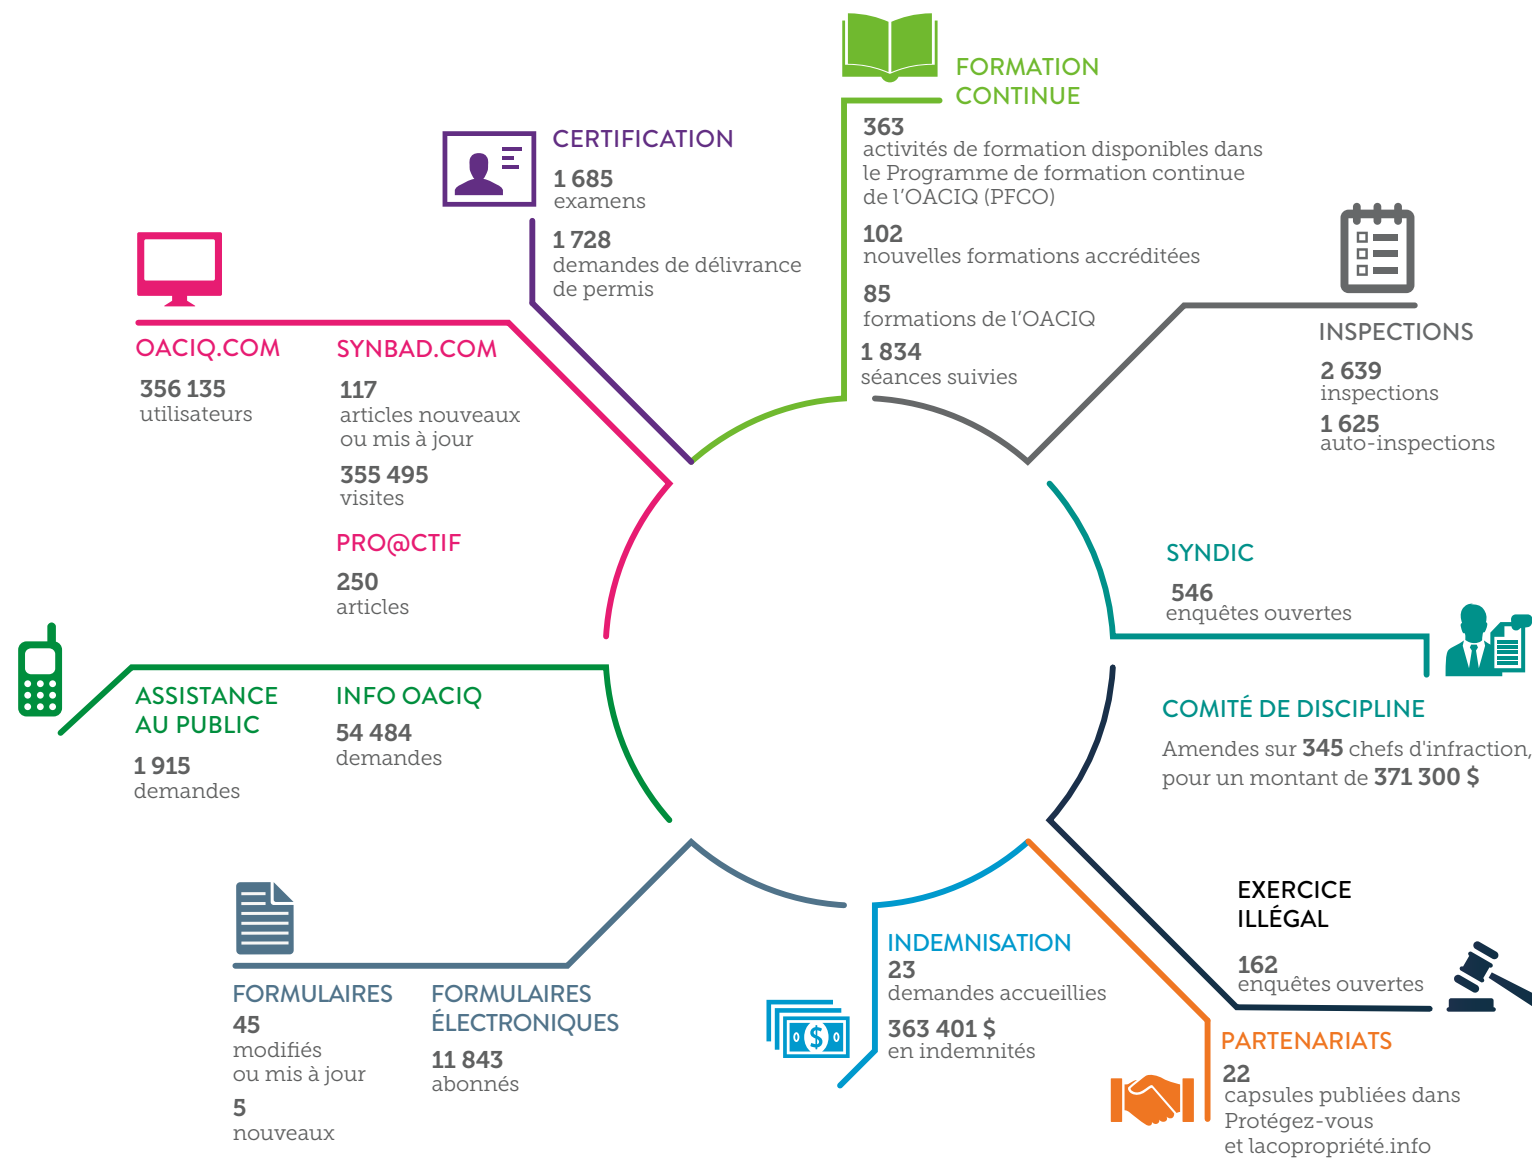 FORMATION
CONTINUE
363
activités de formation disponibles dans
le Programme de formation continue
de l'OACIQ (PFCO)
102
nouvelles formations accréditées
85
formations de l'OACIQ
1 834
séances suivies
CERTIFICATION
1 685
examens
1 728
demandes de délivrance
de permis
INSPECTIONS
2 639
inspections
1 625
auto-inspections
OACIQ.COM
356 135
utilisateurs
SYNBAD.COM
117
articles nouveaux
ou mis à jour
355 495
visites
PRO@CTIF
250
articles
SYNDIC
546
enquêtes ouvertes
COMITÉ DE DISCIPLINE
Amendes sur 345 chefs d'infraction,
pour un montant de 371 300 $
ASSISTANCE
AU PUBLIC
1 915
demandes
INFO OACIQ
54 484
demandes
EXERCICE
ILLÉGAL
162
enquêtes ouvertes
FORMULAIRES
45
modifiés
ou mis à jour
5
nouveaux
FORMULAIRES
ÉLECTRONIQUES
11 843
abonnés
INDEMNISATION
23
demandes accueillies
363 401 $
en indemnités
$
PARTENARIATS
22
capsules publiées dans
Protégez-vous
et lacopropriété.info